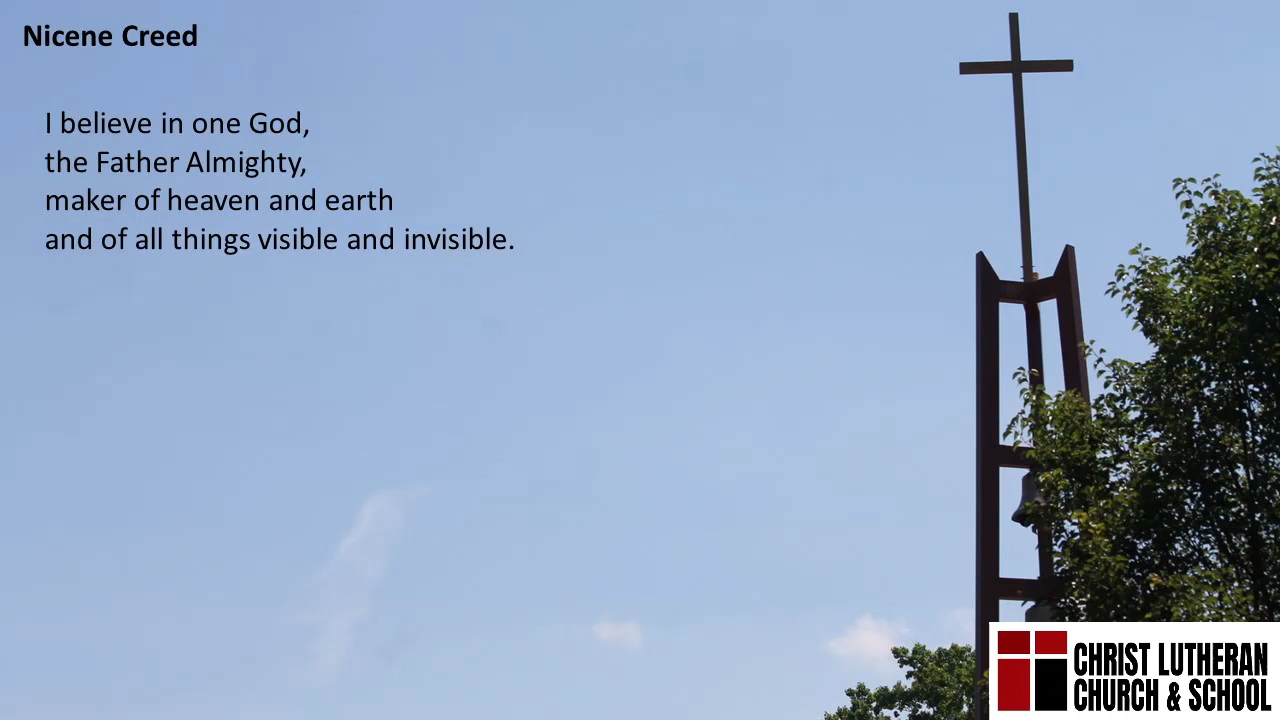 Nicene Creed
I believe in one God,
the Father Almighty,
maker of heaven and earth
and of all things visible and invisible.
CHRIST LUTHERAN
CHURCH & SCHOOL